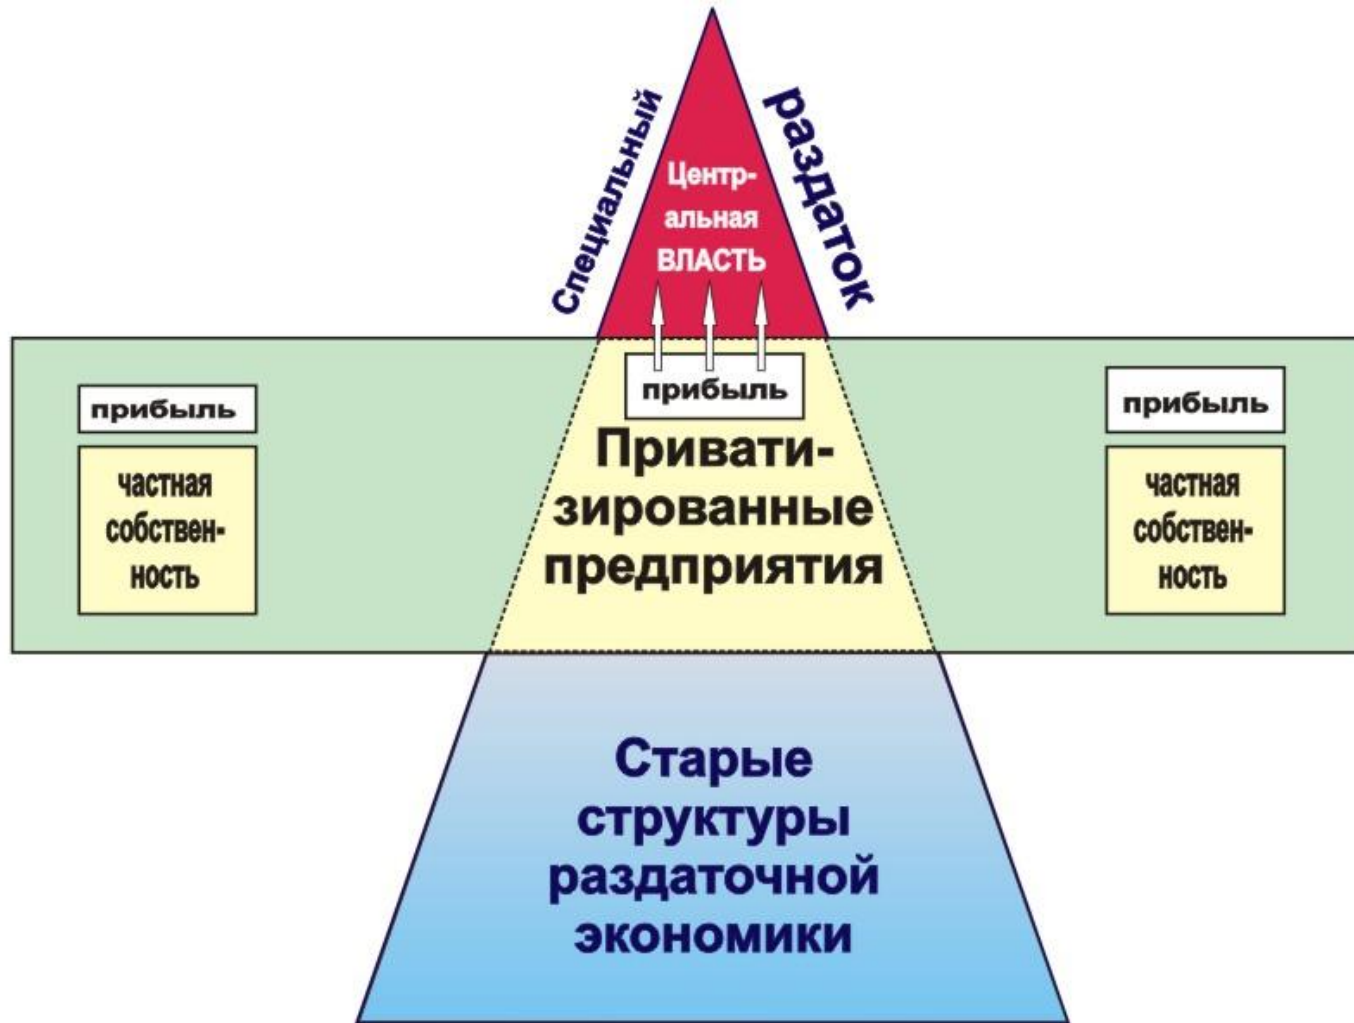 Специальный
раздаток
Центр-
альная
ВЛАСТЬ
прибыль
частная
собствен-
ность
прибыль
Привати-
зированные
предприятия
прибыль
частная
собствен-
ность
Старые
структуры
раздаточной
экономики